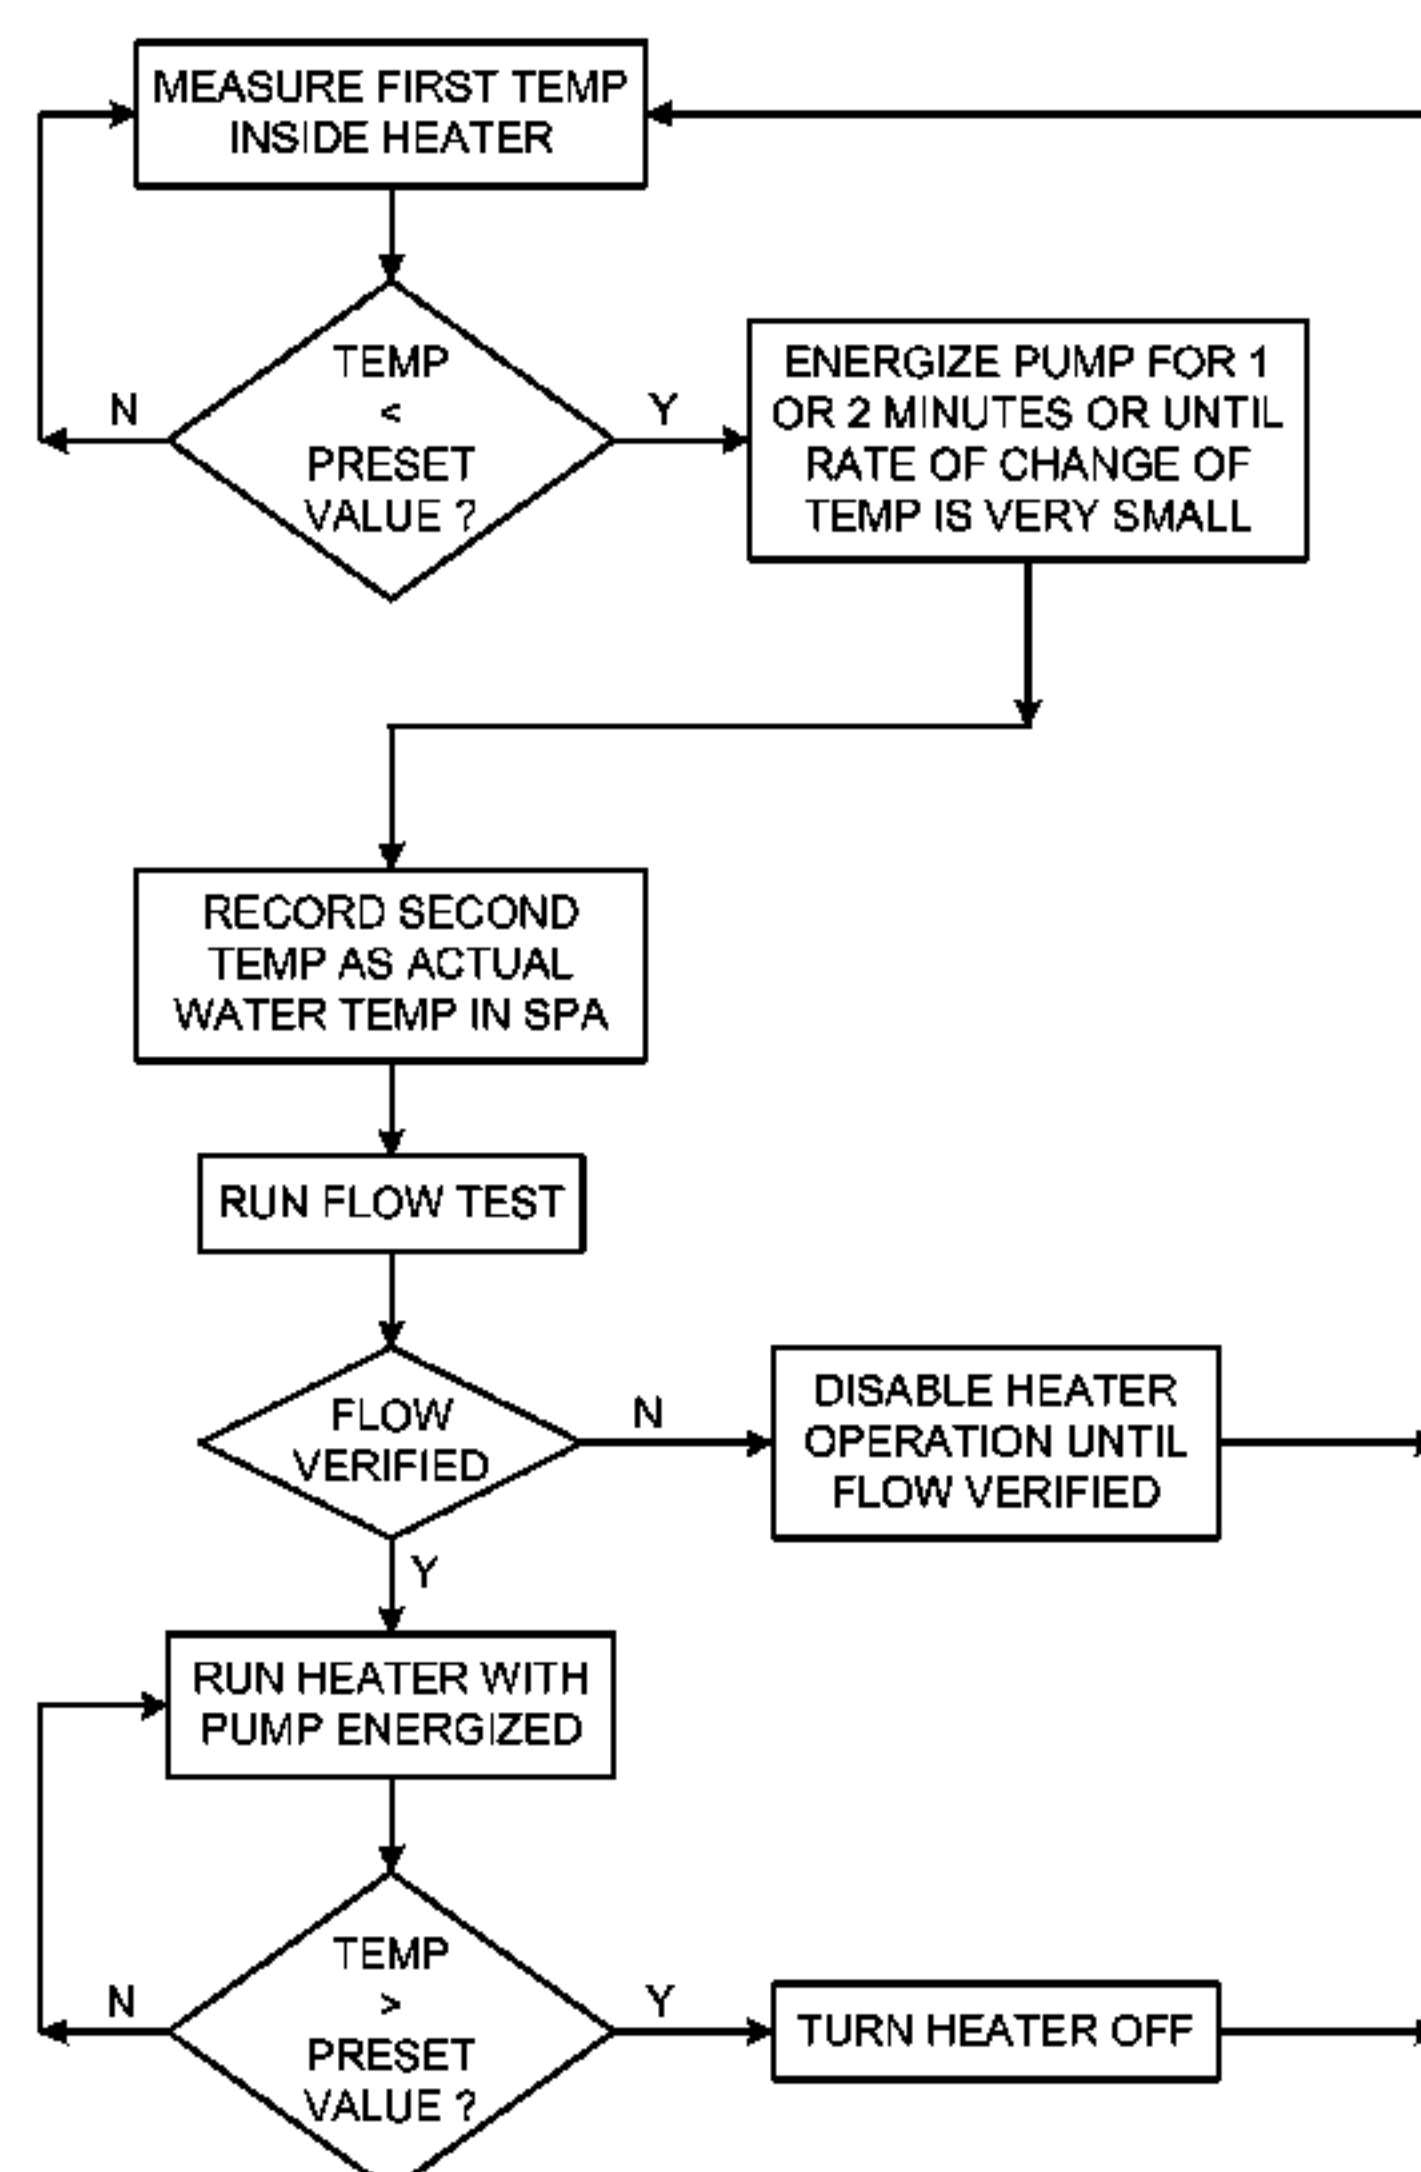 MEASURE FIRST TEMP
INSIDE HEATER
TEMP
<
PRESET
VALUE ?
N
Y
ENERGIZE PUMP FOR 1
OR 2 MINUTES OR UNTIL
RATE OF CHANGE OF
TEMP IS VERY SMALL
RECORD SECOND
TEMP AS ACTUAL
WATER TEMP IN SPA
RUN FLOW TEST
FLOW
VERIFIED
N
DISABLE HEATER
OPERATION UNTIL
FLOW VERIFIED
Y
RUN HEATER WITH
PUMP ENERGIZED
TEMP
>
PRESET
VALUE ?
N
Y
TURN HEATER OFF